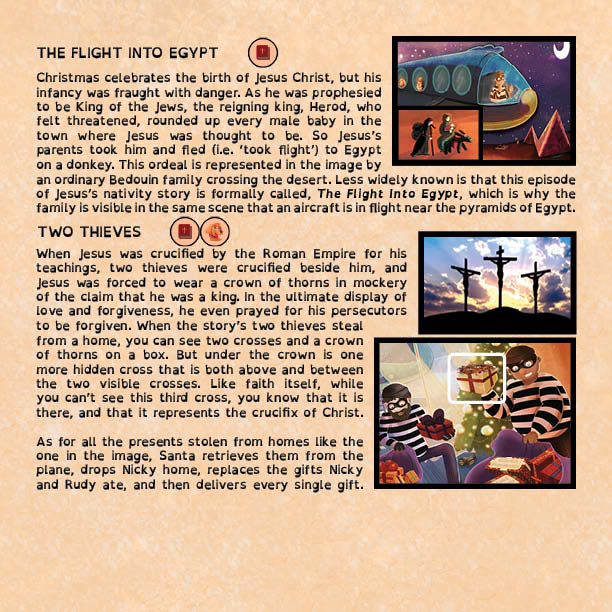 THE FLIGHT INTO EGYPT
Christmas celebrates the birth of Jesus Christ, but his
infancy was fraught with danger. As he was prophesied
to be King of the Jews, the reigning king, Herod, who
felt threatened, rounded up every male baby in the
town where Jesus was thought to be. So Jesus's
parents took him and fled (i.e. 'took flight') to Egypt
on a donkey. This ordeal is represented in the image by
an ordinary Bedouin family crossing the desert. Less widely known is that this episode
of Jesus's nativity story is formally called, The Flight Into Egypt, which is why the
family is visible in the same scene that an aircraft is in flight near the pyramids of Egypt.
TWO THIEVES
When Jesus was crucified by the Roman Empire for his
teachings, two thieves were crucified beside him, and
Jesus was forced to wear a crown of thorns in mockery
of the claim that he was a king. In the ultimate display of
love and forgiveness, he even prayed for his persecutors
to be forgiven. When the story's two thieves steal
from a home, you can see two crosses and a crown
of thorns on a box. But under the crown is one
more hidden cross that is both above and between
the two visible crosses. Like faith itself, while
you can't see this third cross, you know that it is
there, and that it represents the crucifix of Christ.
As for all the presents stolen from homes like the
one in the image, Santa retrieves them from the
plane, drops Nicky home, replaces the gifts Nicky
and Rudy ate, and then delivers every single gift.